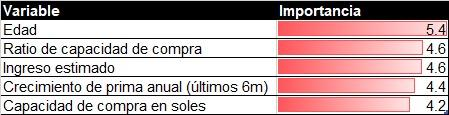 Variable Importancia
Edad 5.4
Ratio de capacidad de compra 4.6
Ingreso estimado 4.6
Crecimiento de prima anual (últimos 6m) 4.4
Capacidad de compra en soles 4.2